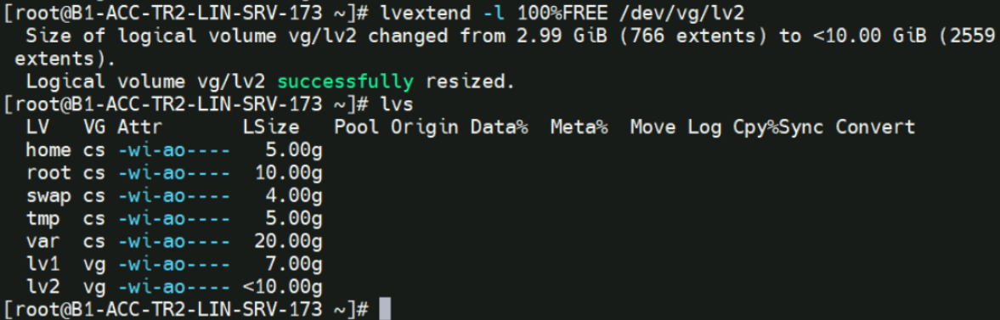 [root@B1-ACC-TR2-LIN-SRV-173 ~]# lvextend -l 100%FREE /dev/vg/lv2
  Size of logical volume vg/lv2 changed from 2.99 GiB (766 extents) to <10.00 GiB (2559
 extents).
  Logical volume vg/lv2 successfully resized.
[root@B1-ACC-TR2-LIN-SRV-173 ~]# lvs
  LV   VG Attr       LSize   Pool Origin Data%  Meta%  Move Log Cpy%Sync Convert
  home cs -wi-ao----   5.00g
  root cs -wi-ao----  10.00g
  swap cs -wi-ao----   4.00g
  tmp  cs -wi-ao----   5.00g
  var  cs -wi-ao----  20.00g
  lv1  vg -wi-ao----   7.00g
  lv2  vg -wi-ao---- <10.00g
[root@B1-ACC-TR2-LIN-SRV-173 ~]#